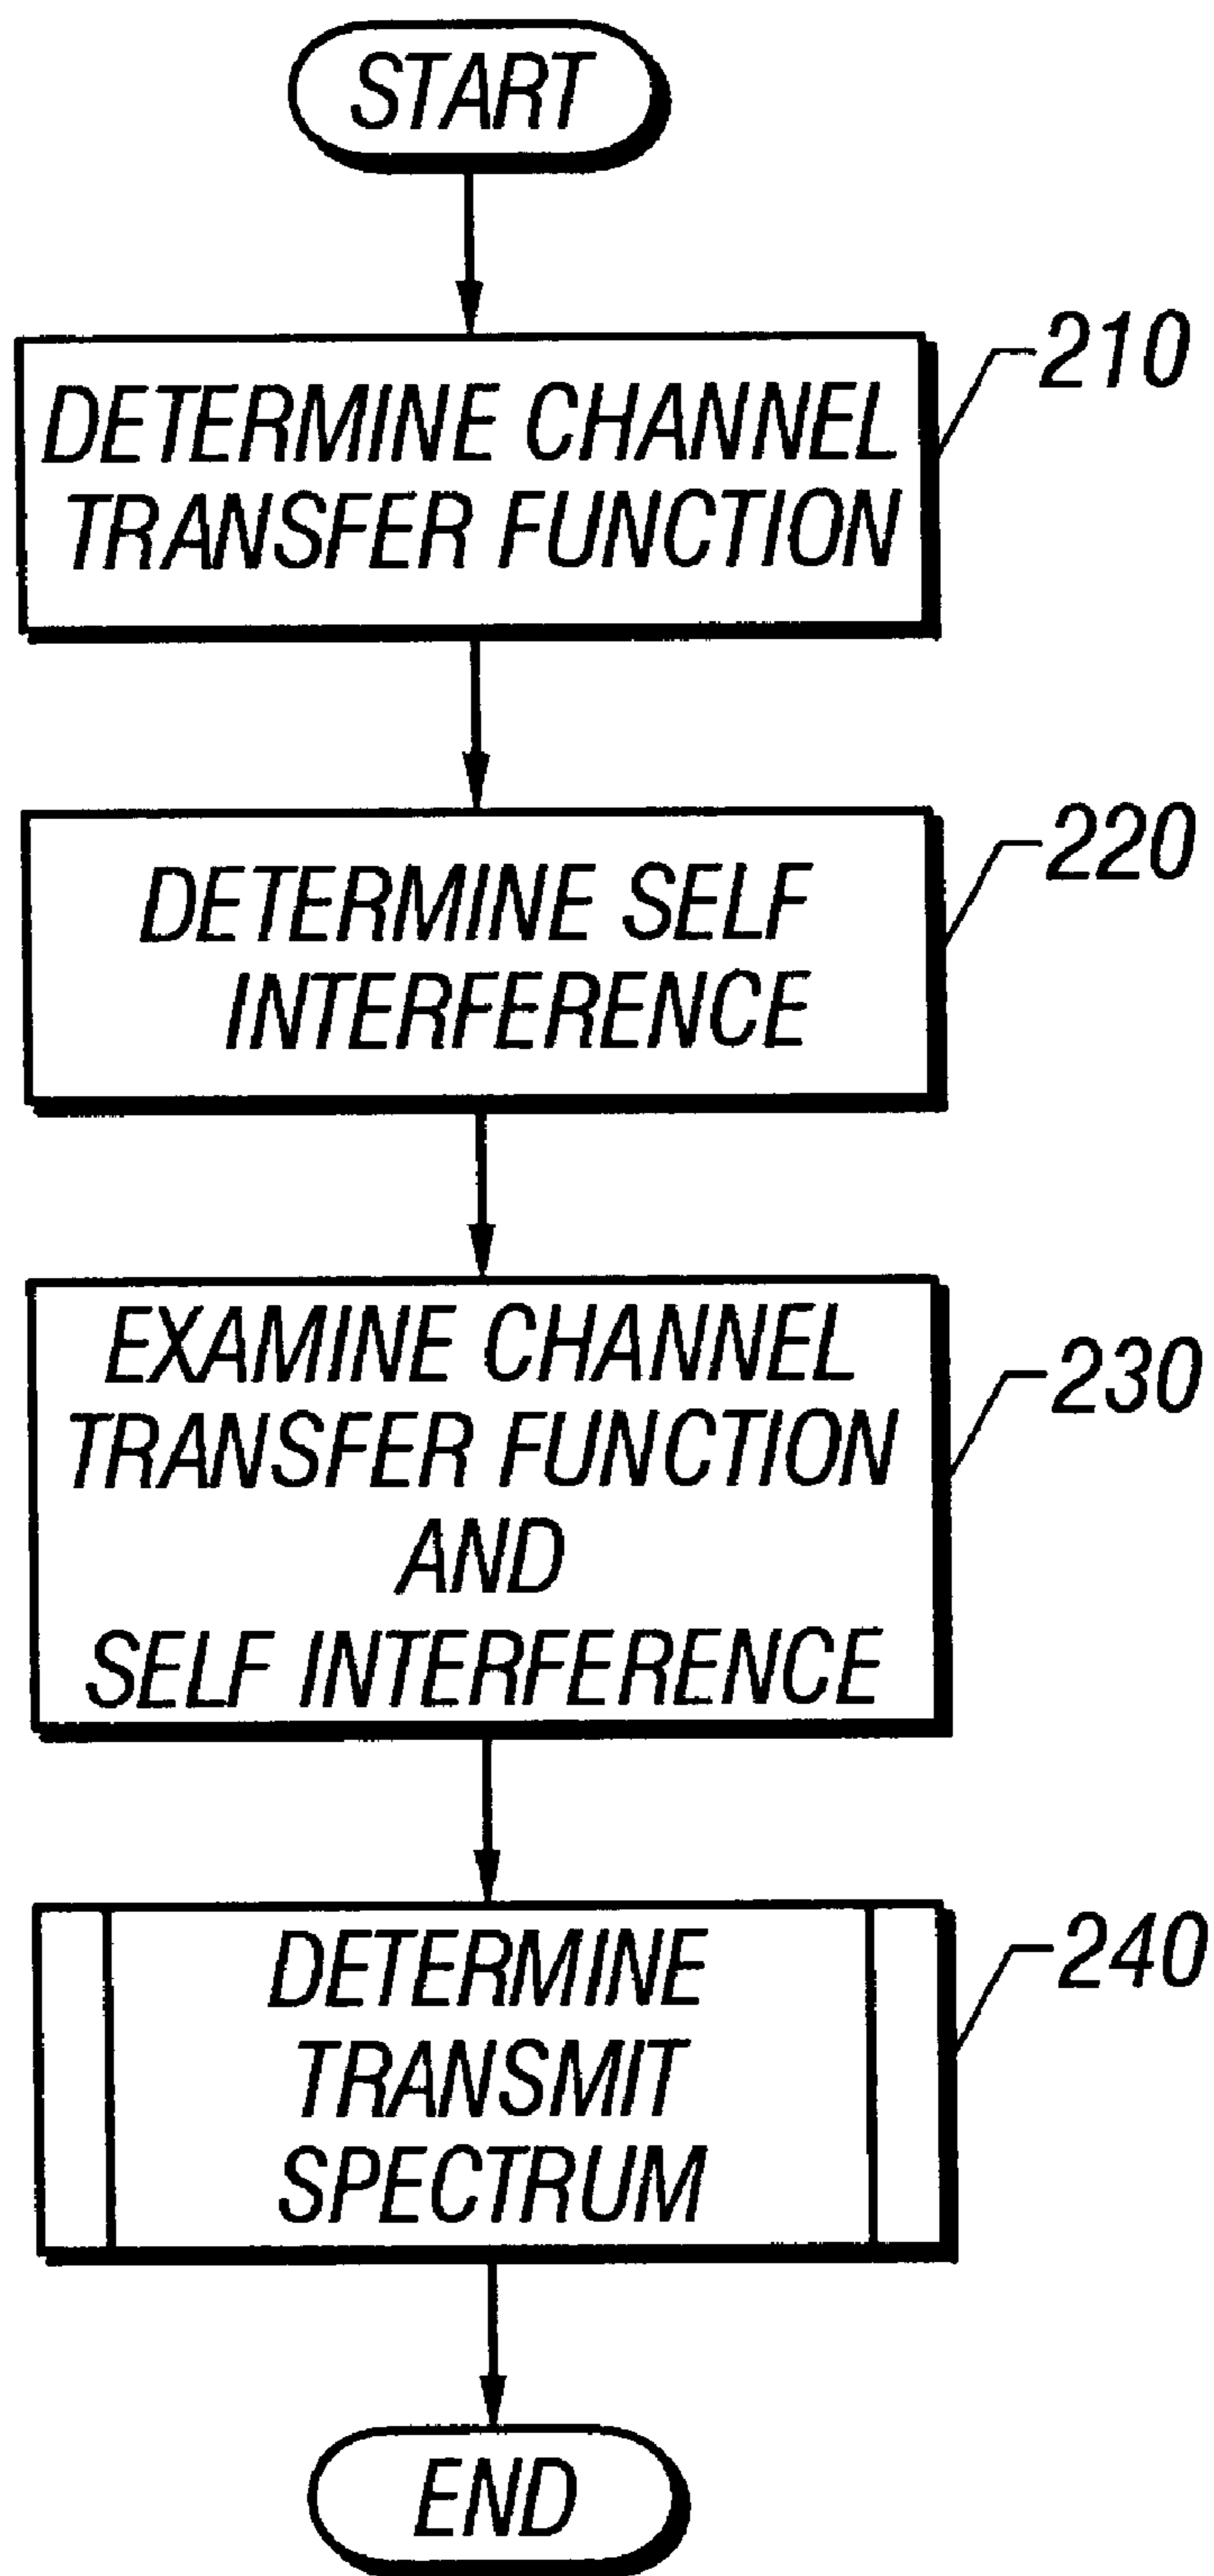 START
DETERMINE CHANNEL
TRANSFER FUNCTION
210
DETERMINE SELF
INTERFERENCE
220
EXAMINE CHANNEL
TRANSFER FUNCTION
AND
SELF INTERFERENCE
230
DETERMINE
TRANSMIT
SPECTRUM
240
END